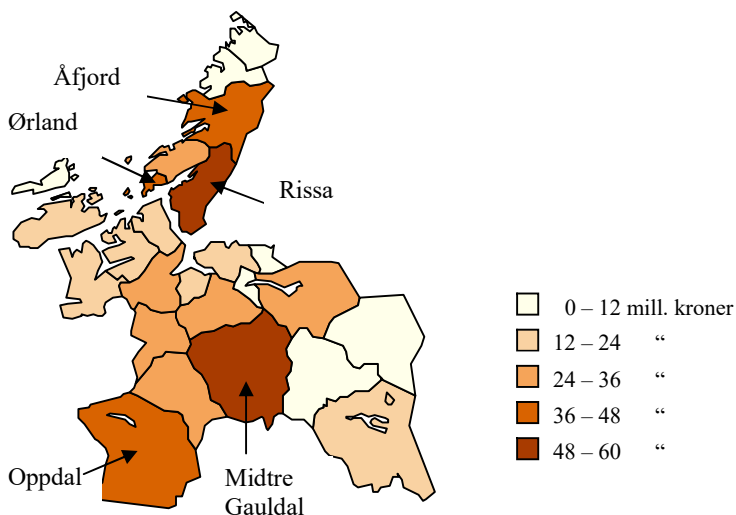 Åfjord
Ørland
Rissa
0 – 12 mill. kroner
12 – 24 “
24 – 36 “
36 – 48 “
48 – 60 “
Oppdal
Midtre
Gauldal